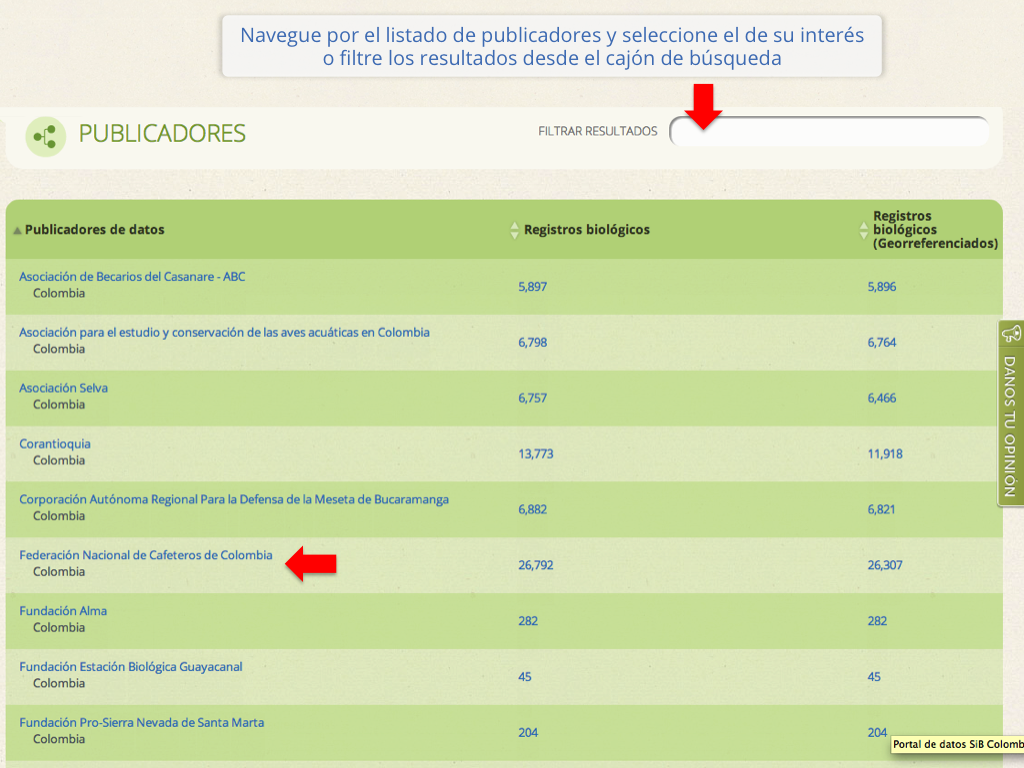 Navegue por el listado de publicadores y seleccione el de su interés
o filtre los resultados desde el cajón de búsqueda
PUBLICADORES
FILTRAR RESULTADOS
Publicadores de datos
Registros biológicos
Registros
biológicos
(Georreferenciados)
Asociación de Becarios del Casanare - ABC
Colombia
5,897
5,896
Asociación para el estudio y conservación de las aves acuáticas en Colombia
Colombia
6,798
6,764
Asociación Selva
Colombia
6,757
6,466
Corantioquia
Colombia
13,773
11,918
Corporación Autónoma Regional Para la Defensa de la Meseta de Bucaramanga
Colombia
6,882
6,821
Federación Nacional de Cafeteros de Colombia
Colombia
26,792
26,307
Fundación Alma
Colombia
282
282
Fundación Estación Biológica Guayacanal
Colombia
45
45
Fundación Pro-Sierra Nevada de Santa Marta
Colombia
204
204
DANOS TU OPINIÓN
Portal de datos SiB Colomb